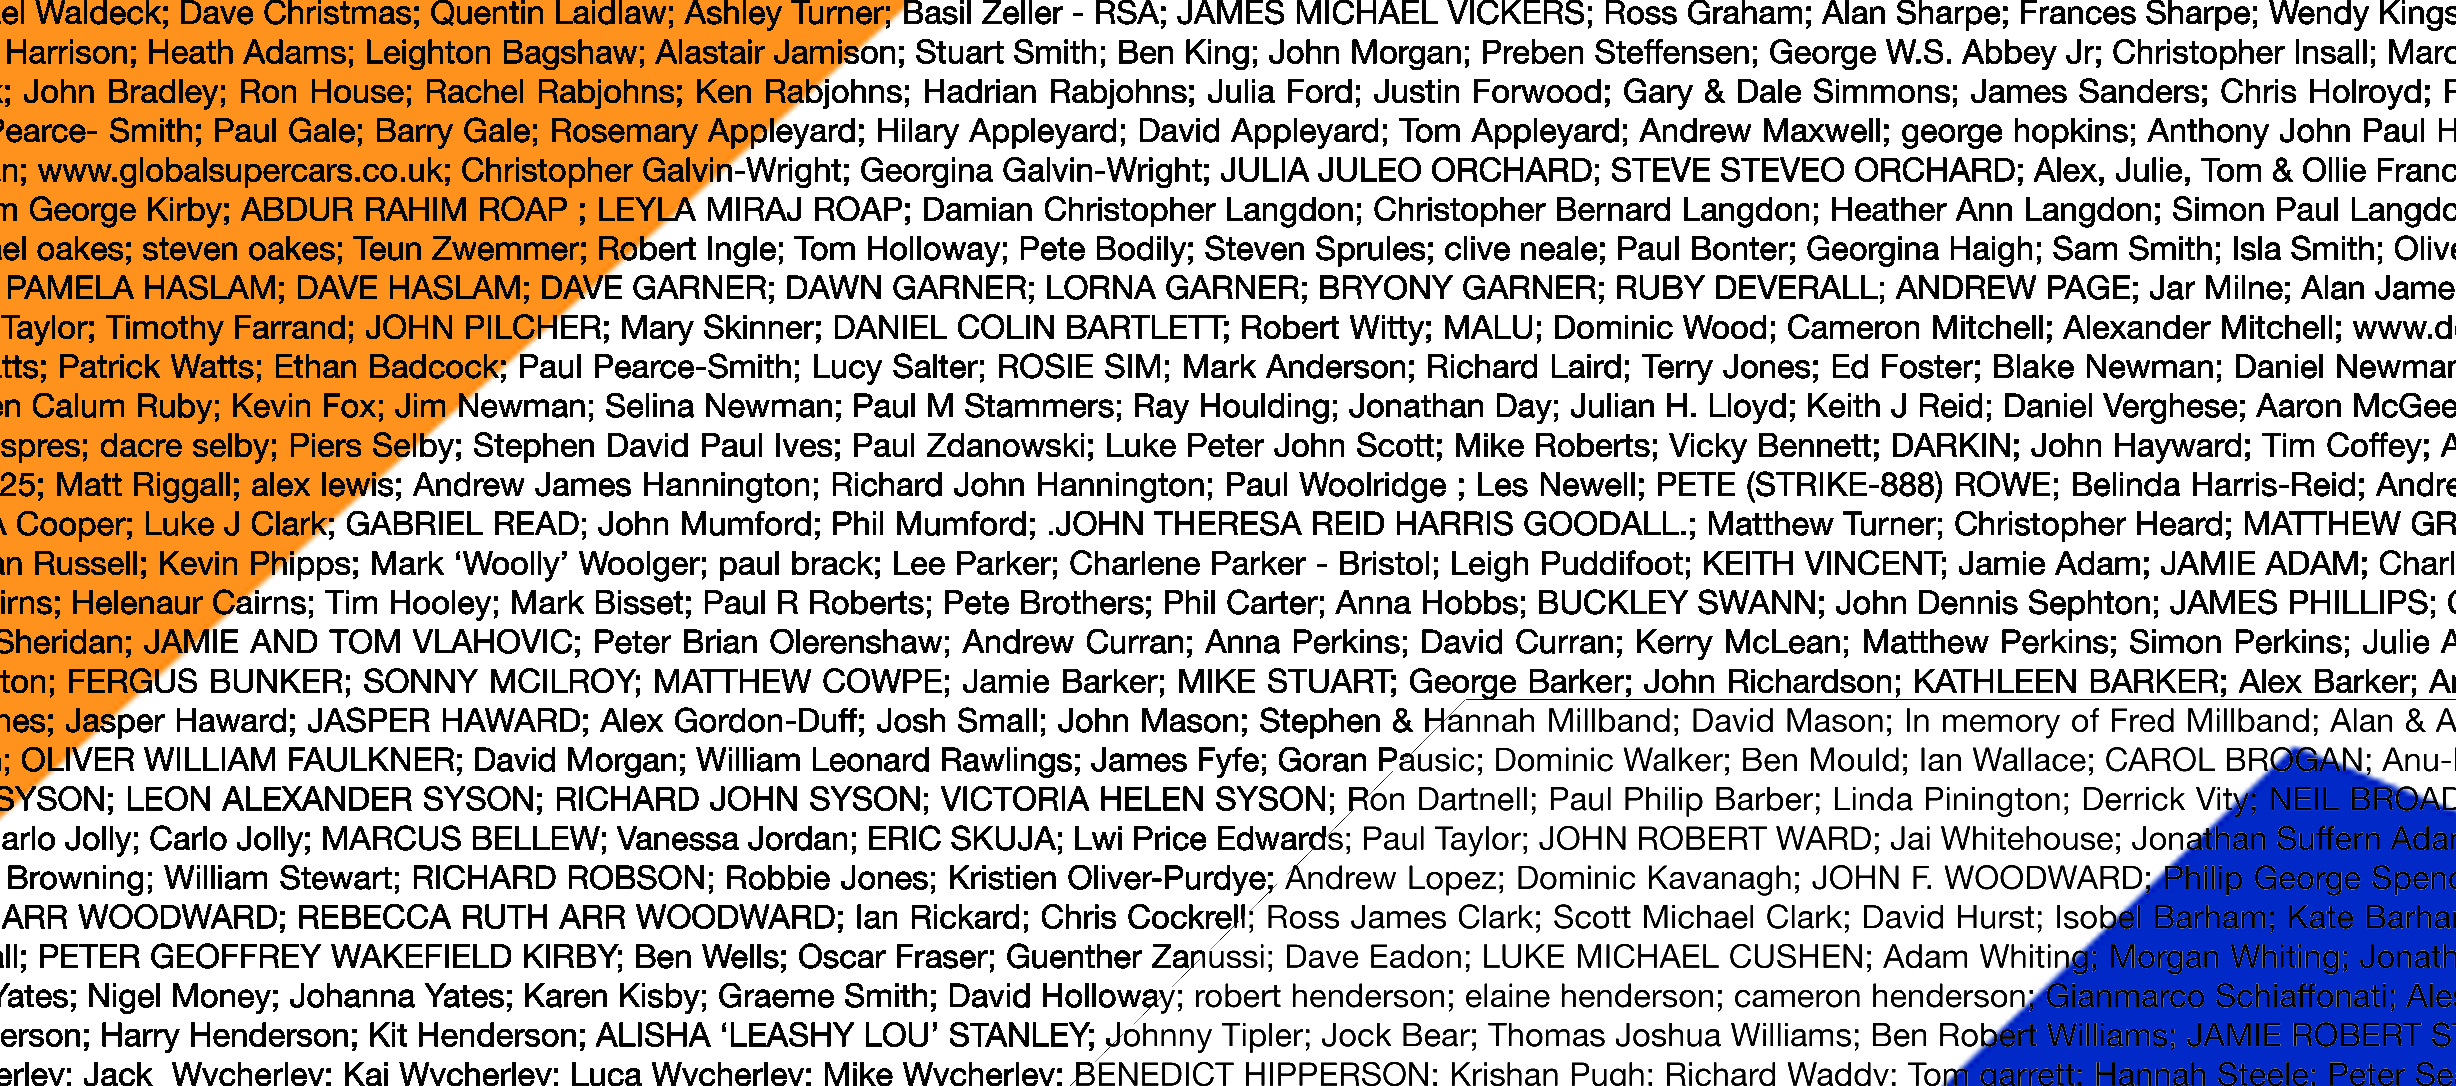 el Waldeck; Dave Christmas; Quentin Laidlaw; Ashley Turner; Basil Zeller - RSA; JAMES MICHAEL VICKERS; Ross Graham; Alan Sharpe; Frances Sharpe; Wendy Kings
Harrison; Heath Adams; Leighton Bagshaw; Alastair Jamison; Stuart Smith; Ben King; John Morgan; Preben Steffensen; George W.S. Abbey Jr; Christopher Insall; Marc
; John Bradley; Ron House; Rachel Rabjohns; Ken Rabjohns; Hadrian Rabjohns; Julia Ford; Justin Forwood; Gary & Dale Simmons; James Sanders; Chris Holroyd;
Pearce- Smith; Paul Gale; Barry Gale; Rosemary Appleyard; Hilary Appleyard; David Appleyard; Tom Appleyard; Andrew Maxwell; george hopkins; Anthony John Paul H
n; www.globalsupercars.co.uk; Christopher Galvin-Wright; Georgina Galvin-Wright; JULIA JULEO ORCHARD; STEVE STEVEO ORCHARD; Alex, Julie, Tom & Ollie Franc
m George Kirby; ABDUR RAHIM ROAP ; LEYLA MIRAJ ROAP; Damian Christopher Langdon; Christopher Bernard Langdon; Heather Ann Langdon; Simon Paul Langdo
el oakes; steven oakes; Teun Zwemmer; Robert Ingle; Tom Holloway; Pete Bodily; Steven Sprules; clive neale; Paul Bonter; Georgina Haigh; Sam Smith; Isla Smith; Olive
PAMELA HASLAM; DAVE HASLAM; DAVE GARNER; DAWN GARNER; LORNA GARNER; BRYONY GARNER; RUBY DEVERALL; ANDREW PAGE; Jar Milne; Alan Jame
Taylor; Timothy Farrand; JOHN PILCHER; Mary Skinner; DANIEL COLIN BARTLETT; Robert Witty; MALU; Dominic Wood; Cameron Mitchell; Alexander Mitchell; www.d
tts; Patrick Watts; Ethan Badcock; Paul Pearce-Smith; Lucy Salter; ROSIE SIM; Mark Anderson; Richard Laird; Terry Jones; Ed Foster; Blake Newman; Daniel Newman
en Calum Ruby; Kevin Fox; Jim Newman; Selina Newman; Paul M Stammers; Ray Houlding; Jonathan Day; Julian H. Lloyd; Keith J Reid; Daniel Verghese; Aaron McGee
spres; dacre selby; Piers Selby; Stephen David Paul Ives; Paul Zdanowski; Luke Peter John Scott; Mike Roberts; Vicky Bennett; DARKIN; John Hayward; Tim Coffey; A
25; Matt Riggall; alex lewis; Andrew James Hannington; Richard John Hannington; Paul Woolridge ; Les Newell; PETE (STRIKE-888) ROWE; Belinda Harris-Reid; Andre
A Cooper; Luke J Clark; GABRIEL READ; John Mumford; Phil Mumford; .JOHN THERESA REID HARRIS GOODALL.; Matthew Turner; Christopher Heard; MATTHEW GR
an Russell; Kevin Phipps; Mark ‘Woolly’ Woolger; paul brack; Lee Parker; Charlene Parker - Bristol; Leigh Puddifoot; KEITH VINCENT; Jamie Adam; JAMIE ADAM; Charl
irns; Helenaur Cairns; Tim Hooley; Mark Bisset; Paul R Roberts; Pete Brothers; Phil Carter; Anna Hobbs; BUCKLEY SWANN; John Dennis Sephton; JAMES PHILLIPS;
Sheridan; JAMIE AND TOM VLAHOVIC; Peter Brian Olerenshaw; Andrew Curran; Anna Perkins; David Curran; Kerry McLean; Matthew Perkins; Simon Perkins; Julie A
ton; FERGUS BUNKER; SONNY MCILROY; MATTHEW COWPE; Jamie Barker; MIKE STUART; George Barker; John Richardson; KATHLEEN BARKER; Alex Barker; An
nes; Jasper Haward; JASPER HAWARD; Alex Gordon-Duff; Josh Small; John Mason; Stephen & Hannah Millband; David Mason; In memory of Fred Millband; Alan & A
; OLIVER WILLIAM FAULKNER; David Morgan; William Leonard Rawlings; James Fyfe; Goran Pausic; Dominic Walker; Ben Mould; Ian Wallace; CAROL BROGAN; Anu-
SYSON; LEON ALEXANDER SYSON; RICHARD JOHN SYSON; VICTORIA HELEN SYSON; Ron Dartnell; Paul Philip Barber; Linda Pinington; Derrick Vity; NEIL BROAD
arlo Jolly; Carlo Jolly; MARCUS BELLEW; Vanessa Jordan; ERIC SKUJA; Lwi Price Edwards; Paul Taylor; JOHN ROBERT WARD; Jai Whitehouse; Jonathan Suffern Adam
Browning; William Stewart; RICHARD ROBSON; Robbie Jones; Kristien Oliver-Purdye; Andrew Lopez; Dominic Kavanagh; JOHN F. WOODWARD; Philip George Spenc
ARR WOODWARD; REBECCA RUTH ARR WOODWARD; Ian Rickard; Chris Cockrell; Ross James Clark; Scott Michael Clark; David Hurst; Isobel Barham; Kate Barha
all; PETER GEOFFREY WAKEFIELD KIRBY; Ben Wells; Oscar Fraser; Guenther Zanussi; Dave Eadon; LUKE MICHAEL CUSHEN; Adam Whiting; Morgan Whiting; Jonath
Yates; Nigel Money; Johanna Yates; Karen Kisby; Graeme Smith; David Holloway; robert henderson; elaine henderson; cameron henderson; Gianmarco Schiaffonati; Ales
erson; Harry Henderson; Kit Henderson; ALISHA ‘LEASHY LOU’ STANLEY; Johnny Tipler; Jock Bear; Thomas Joshua Williams; Ben Robert Williams; JAMIE ROBERT ST
erley; Jack Wycherley; Kai Wycherley; Luca Wycherley; Mike Wycherley; BENEDICT HIPPERSON; Krishan Pugh; Richard Waddy; Tom garrett; Hannah Steele; Peter Se